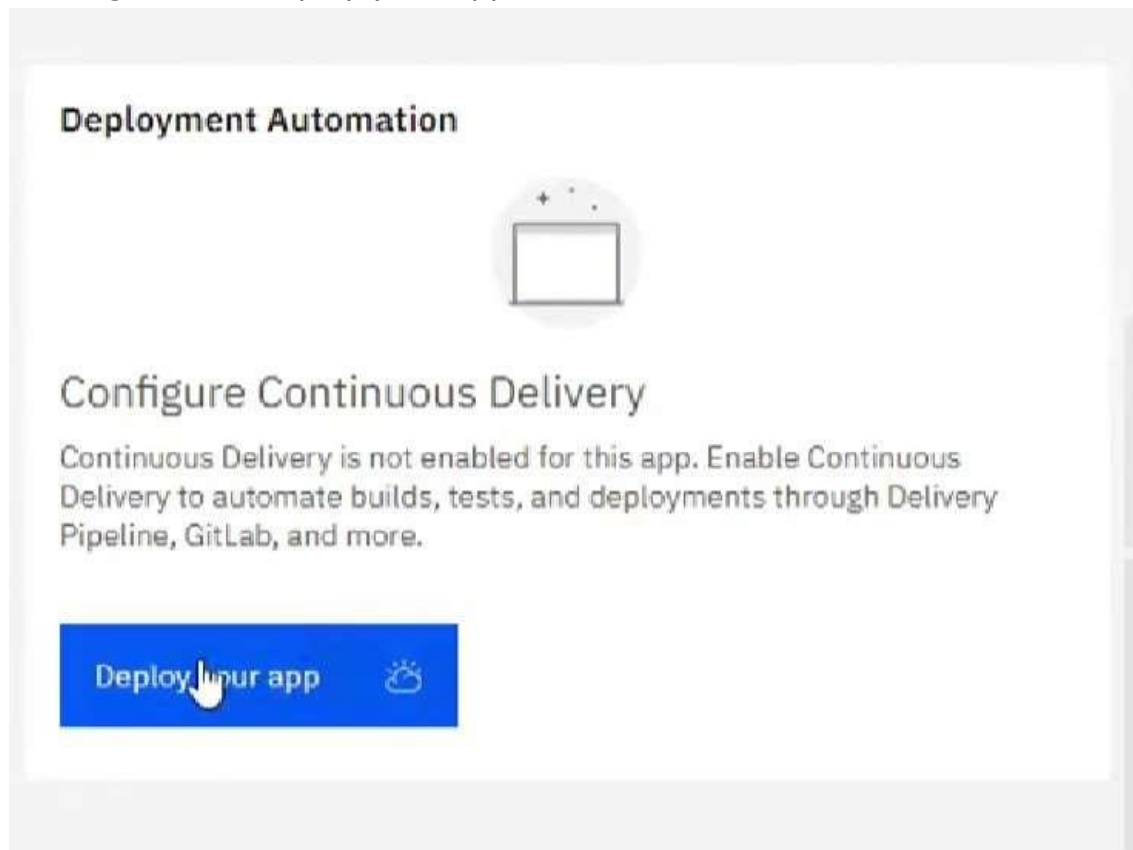 Deployment Automation
Configure Continuous Delivery
Continuous Delivery is not enabled for this app. Enable Continuous
Delivery to automate builds, tests, and deployments through Delivery
Pipeline, GitLab, and more.
Deploy your app